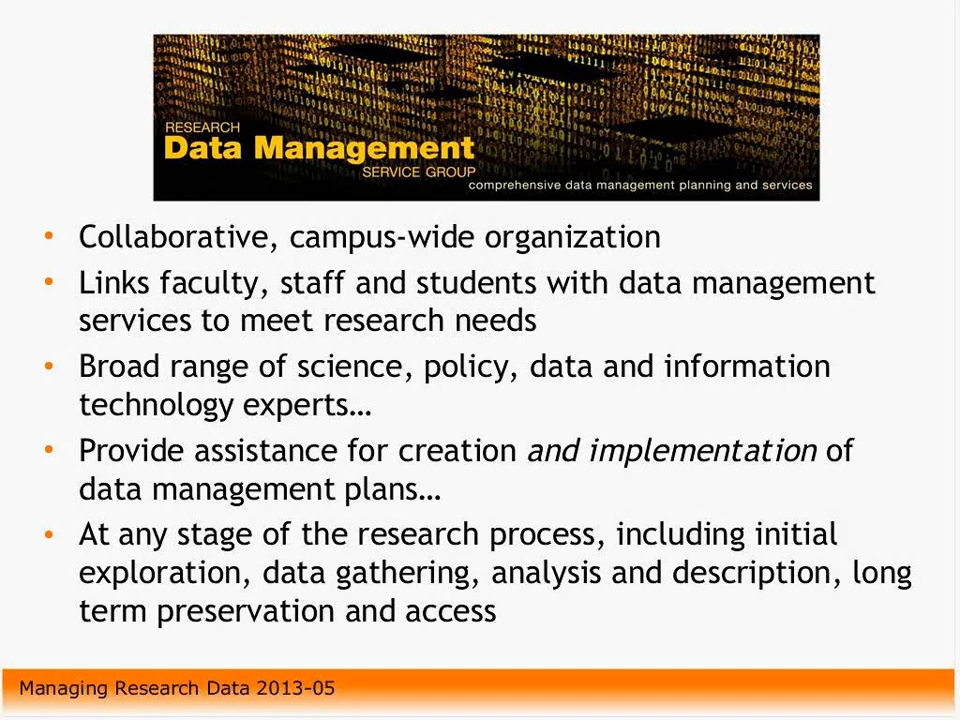 RESEARCH
Data Management
SERVICE GROUP
comprehensive data management planning and services
• Collaborative, campus-wide organization
• Links faculty, staff and students with data management
services to meet research needs
• Broad range of science, policy, data and information
technology experts…
• Provide assistance for creation and implementation of
data management plans…
• At any stage of the research process, including initial
exploration, data gathering, analysis and description, long
term preservation and access
Managing Research Data 2013-05